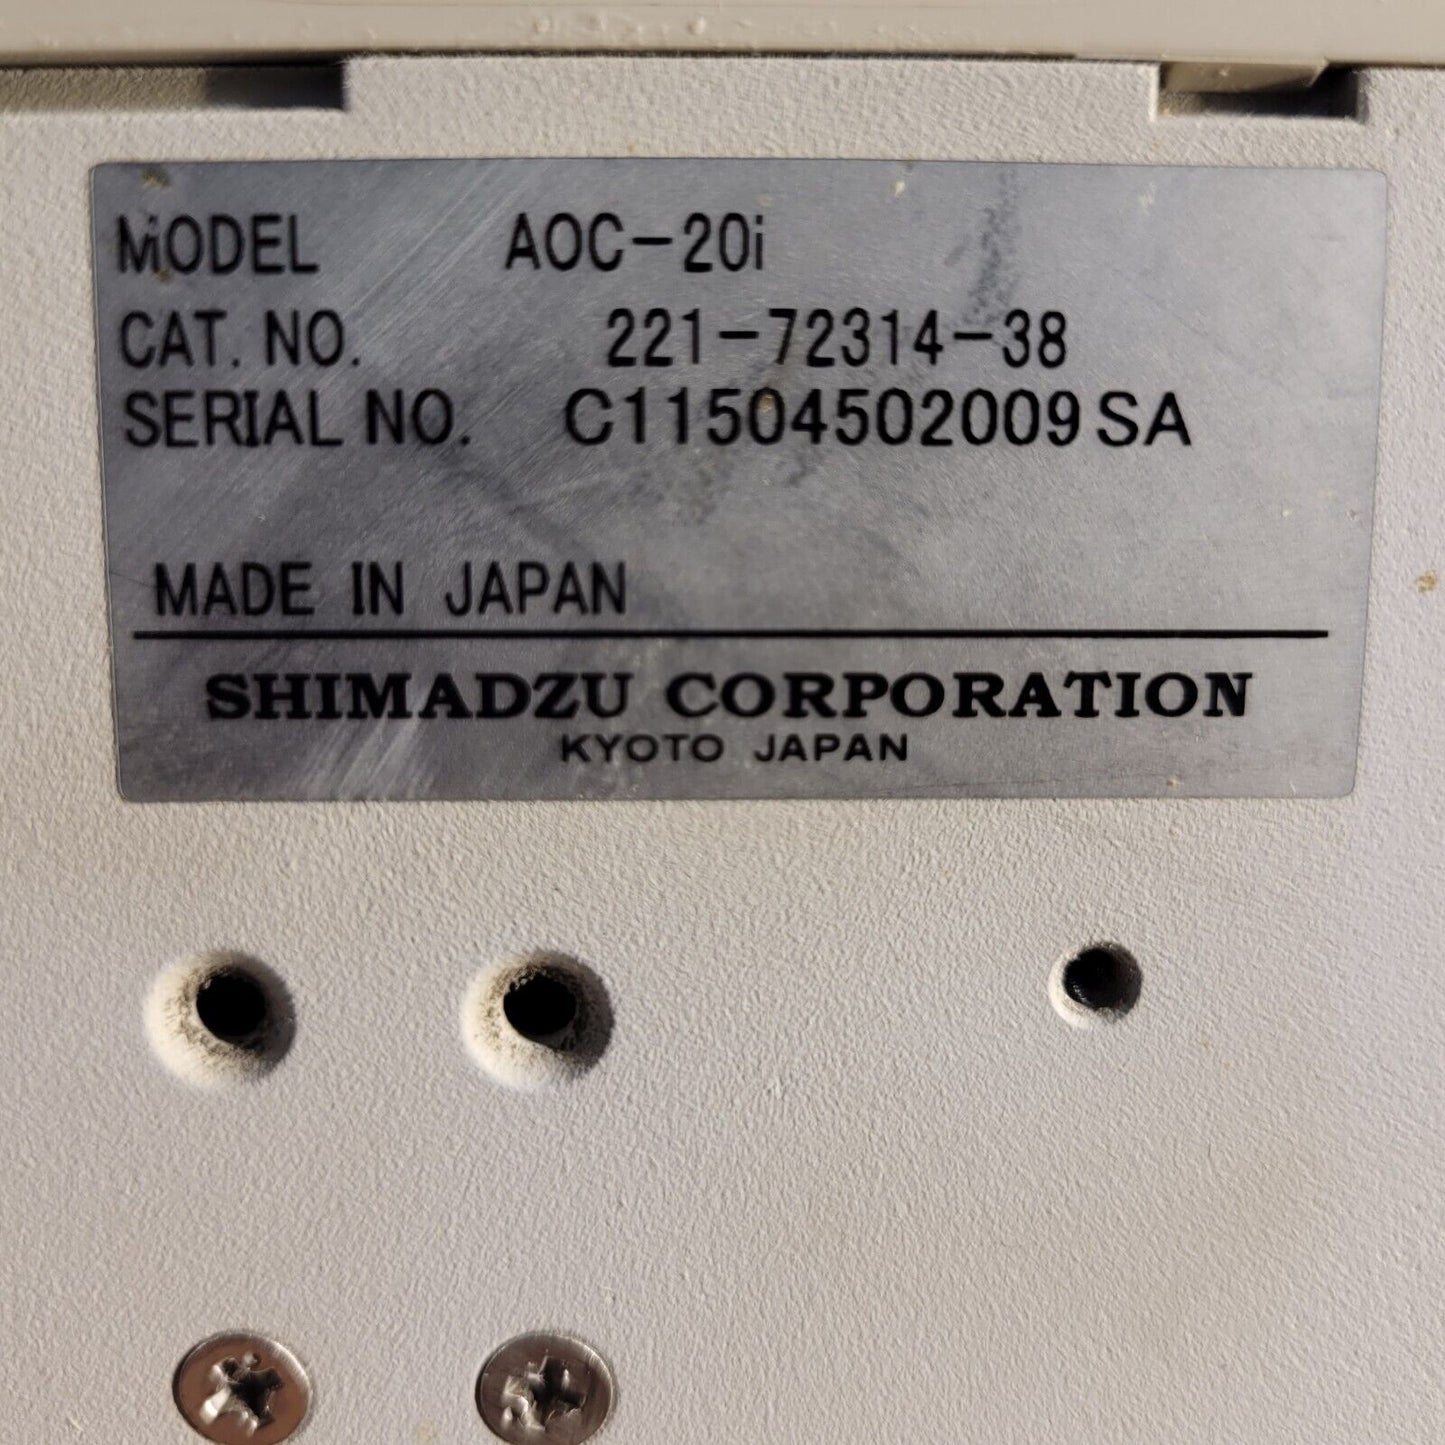 MODEL AOC-20i
CAT. NO. 221-72314-38
SERIAL NO. C11504502009 SA
MADE IN JAPAN
SHIMADZU CORPORATION
KYOTO JAPAN